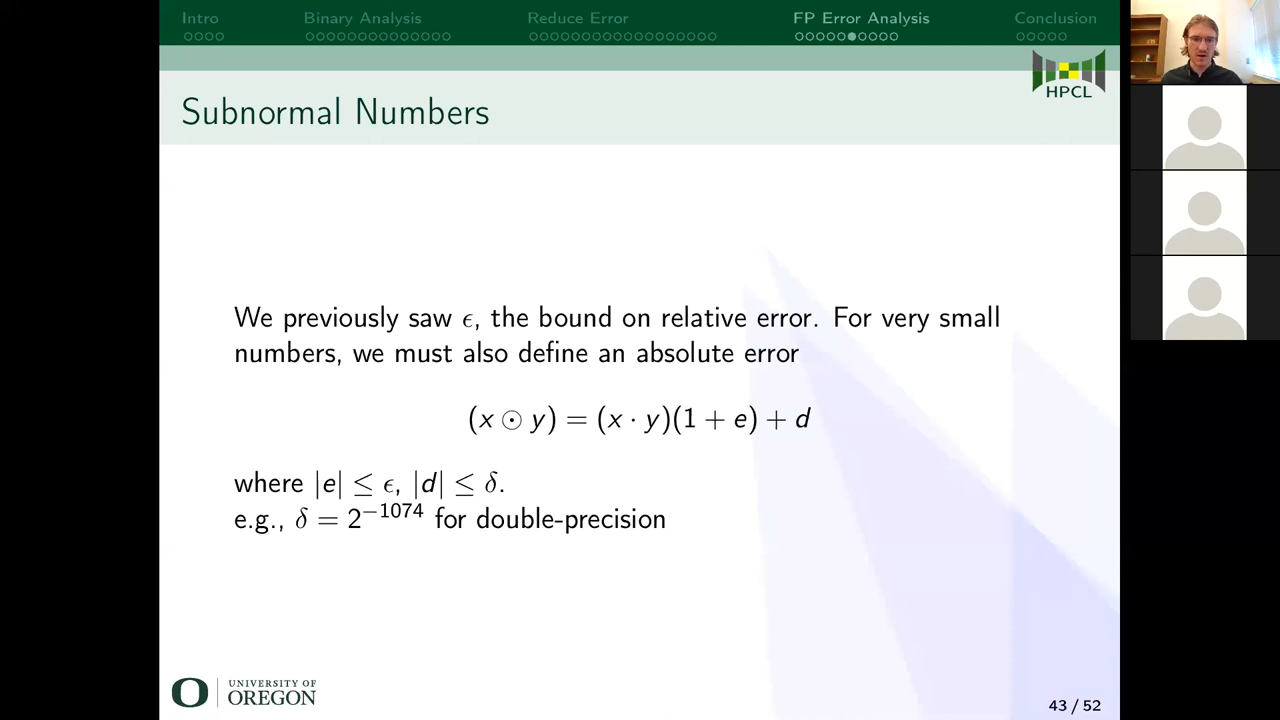 Intro Binary Analysis Reduce Error FP Error Analysis Conclusion
HPCL
Subnormal Numbers
We previously saw ϵ, the bound on relative error. For very small
numbers, we must also define an absolute error
(x ⊙ y) = (x · y)(1 + e) + d
where |e| ≤ ϵ, |d| ≤ δ.
e.g., δ = 2⁻¹⁰⁷⁴ for double-precision
O UNIVERSITY OF
OREGON
43 / 52